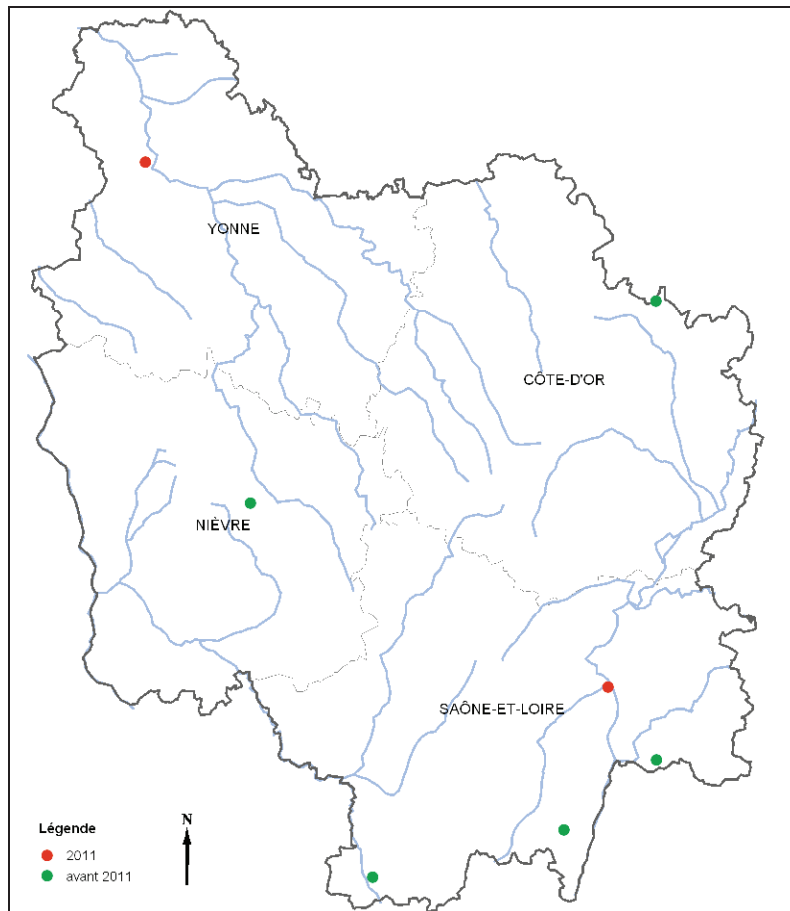 YONNE
CÔTE-D'OR
NIÈVRE
SAÔNE-ET-LOIRE
Légende
N
2011
avant 2011